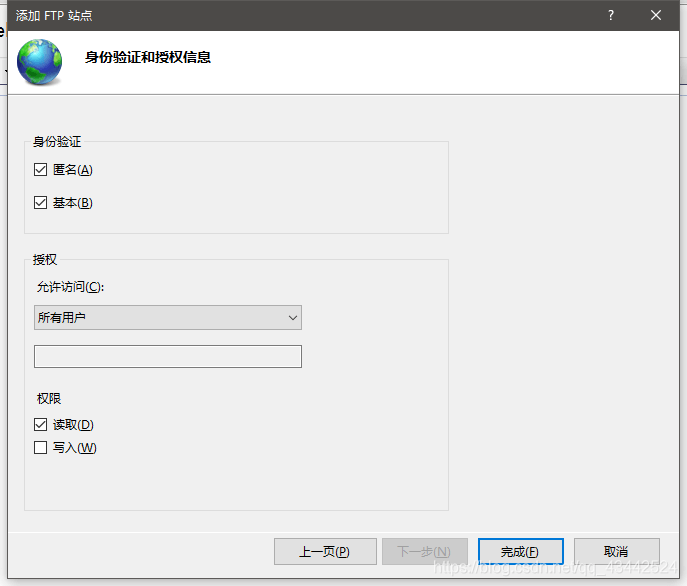 添加 FTP 站点
身份验证和授权信息
身份验证
匿名(A)
基本(B)
授权
允许访问(C):
所有用户
权限
读取(D)
写入(W)
上一页(P)
下一步(N)
完成(F)
取消
https://blog.csdn.net/qq_43442524